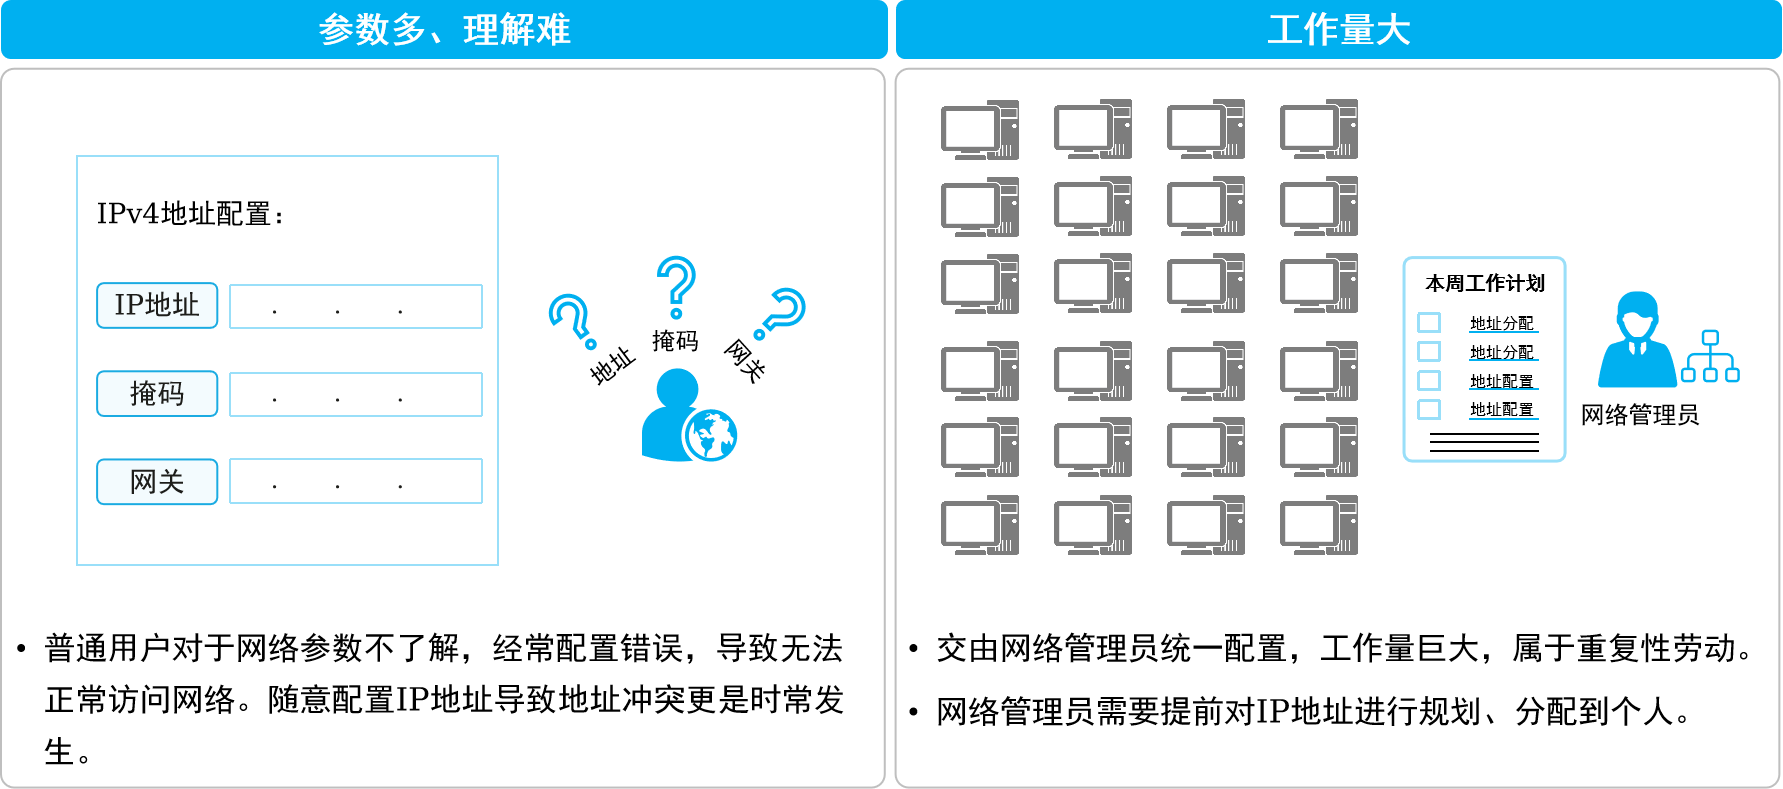 参数多、理解难
IPv4地址配置：
IP地址
. . .
掩码
. . .
网关
. . .
地址
掩码
网关
• 普通用户对于网络参数不了解，经常配置错误，导致无法
正常访问网络。随意配置IP地址导致地址冲突更是时常发
生。
工作量大
本周工作计划
地址分配
地址分配
地址配置
地址配置
网络管理员
• 交由网络管理员统一配置，工作量巨大，属于重复性劳动。
• 网络管理员需要提前对IP地址进行规划、分配到个人。